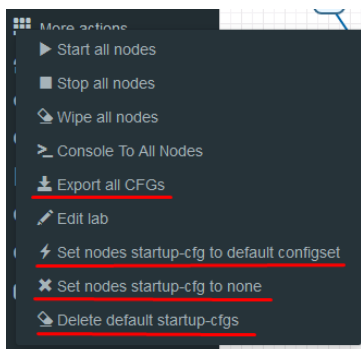 More actions
Start all nodes
Stop all nodes
Wipe all nodes
Console To All Nodes
Export all CFGs
Edit lab
Set nodes startup-cfg to default configset
Set nodes startup-cfg to none
Delete default startup-cfgs